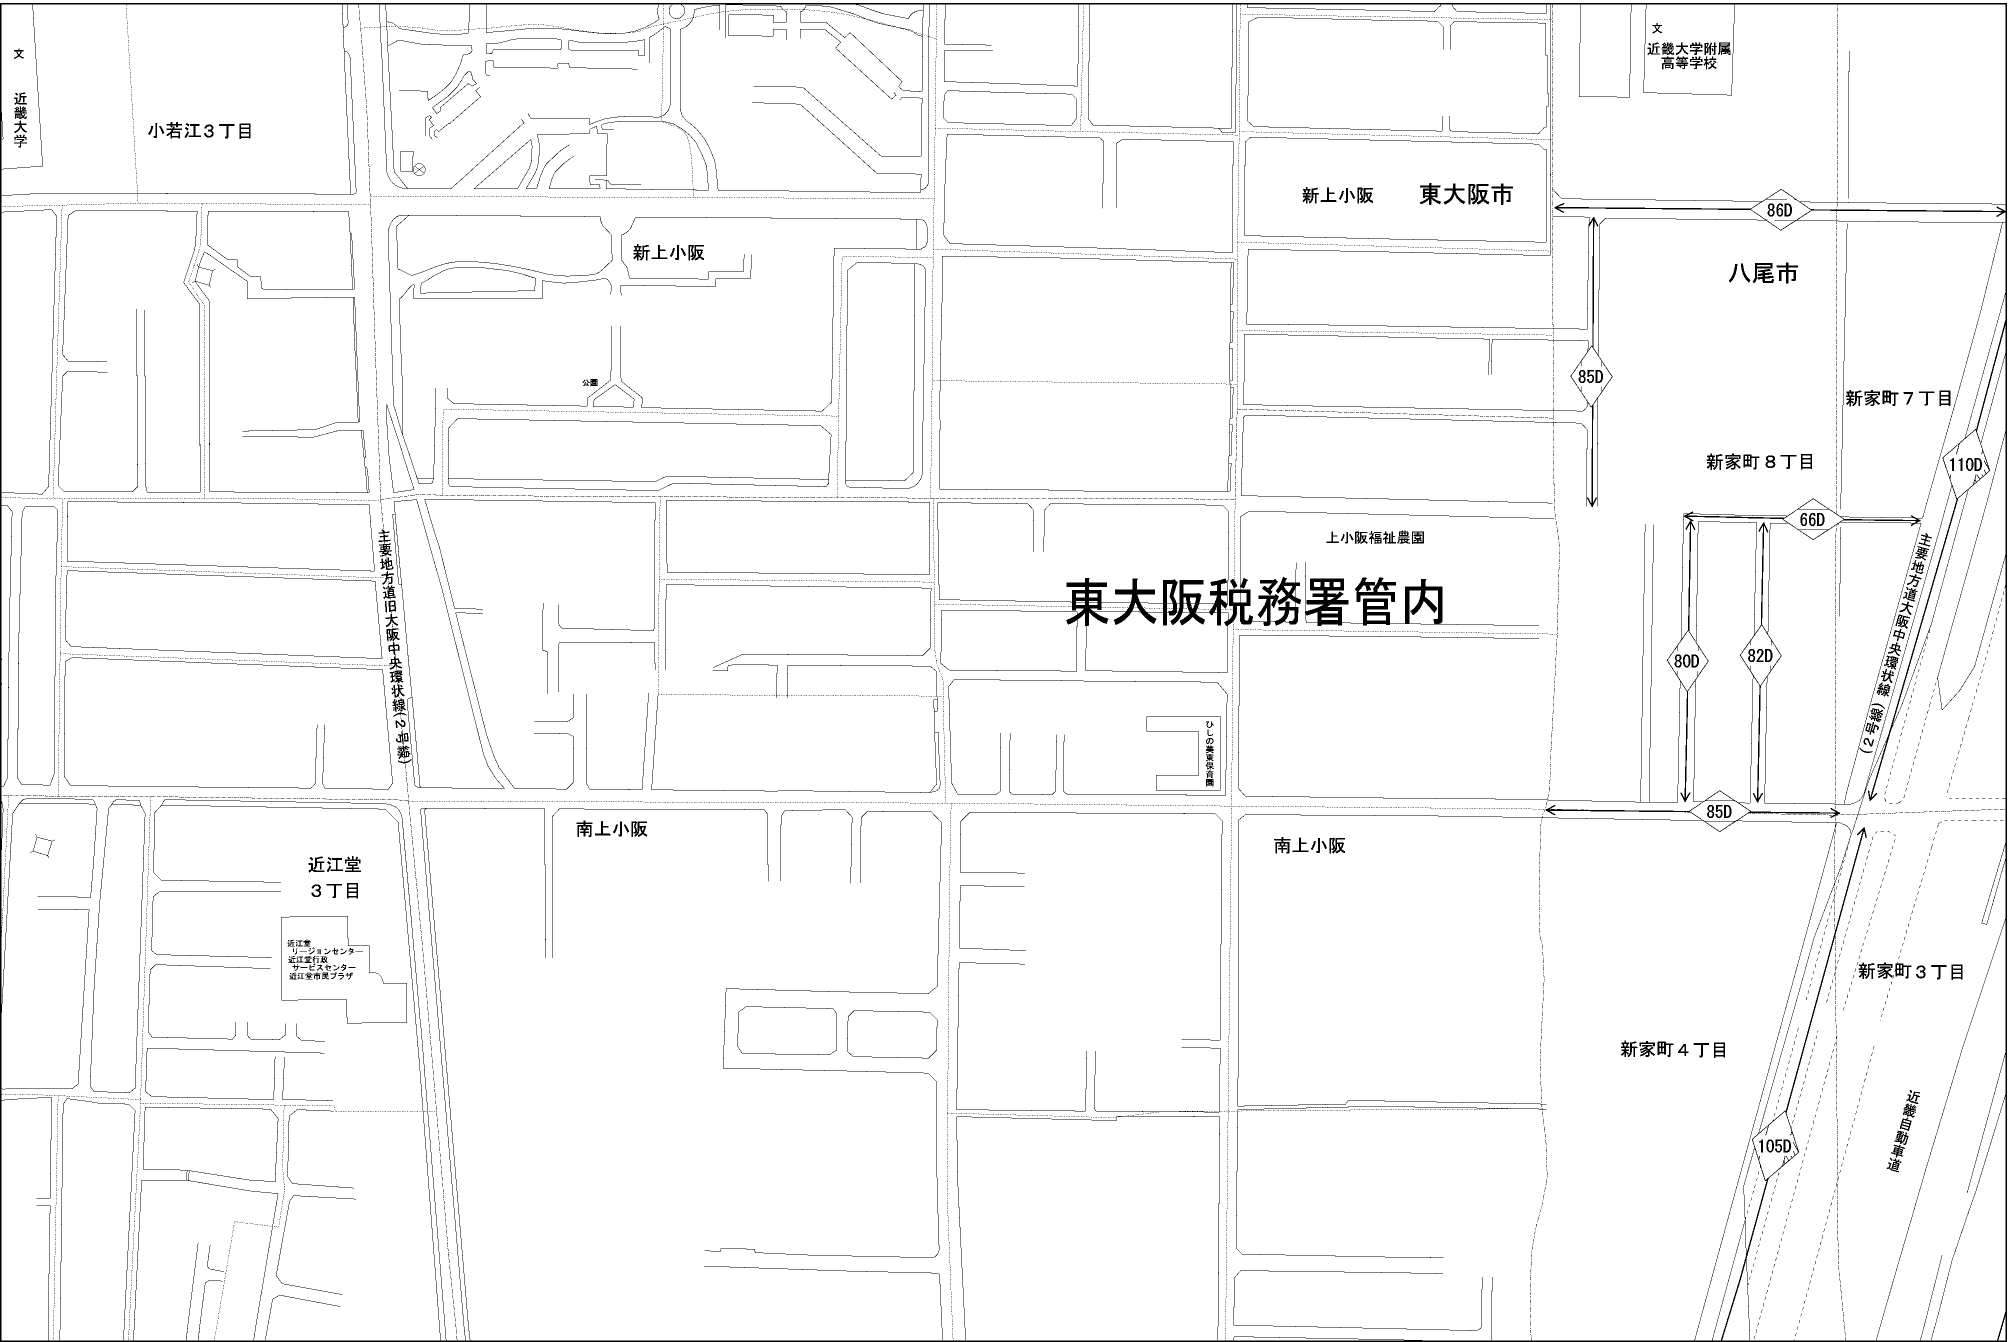 文
近畿大学
小若江３丁目
文
近畿大学附属
高等学校
新上小阪
東大阪市
86D
新上小阪
八尾市
公園
85D
新家町７丁目
新家町８丁目
110D
66D
上小阪福祉農園
主要地方道旧大阪中央環状線(２号線)
主要地方道大阪中央環状線
(２号線)
東大阪税務署管内
80D
82D
ひしの美東保育園
85D
南上小阪
南上小阪
近江堂
３丁目
近江堂
リージョンセンター
近江堂行政
サービスセンター
近江堂市民プラザ
新家町３丁目
新家町４丁目
近畿自動車道
105D